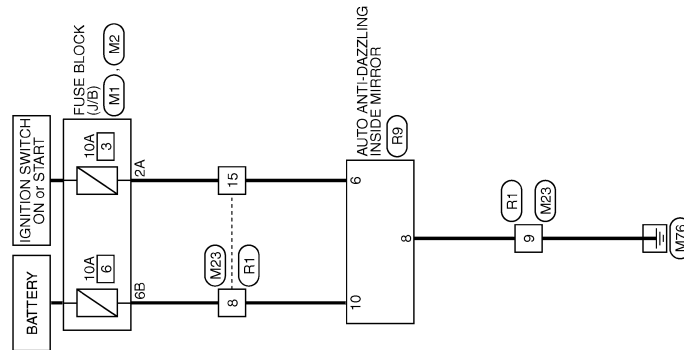 BATTERY
IGNITION SWITCH
ON or START
10A
6
10A
3
FUSE BLOCK
(J/B)
M1 , M2
6B
2A
M23
8
R1
15
10
6
AUTO ANTI-DAZZLING
INSIDE MIRROR
R9
8
R1
9
M23
M76